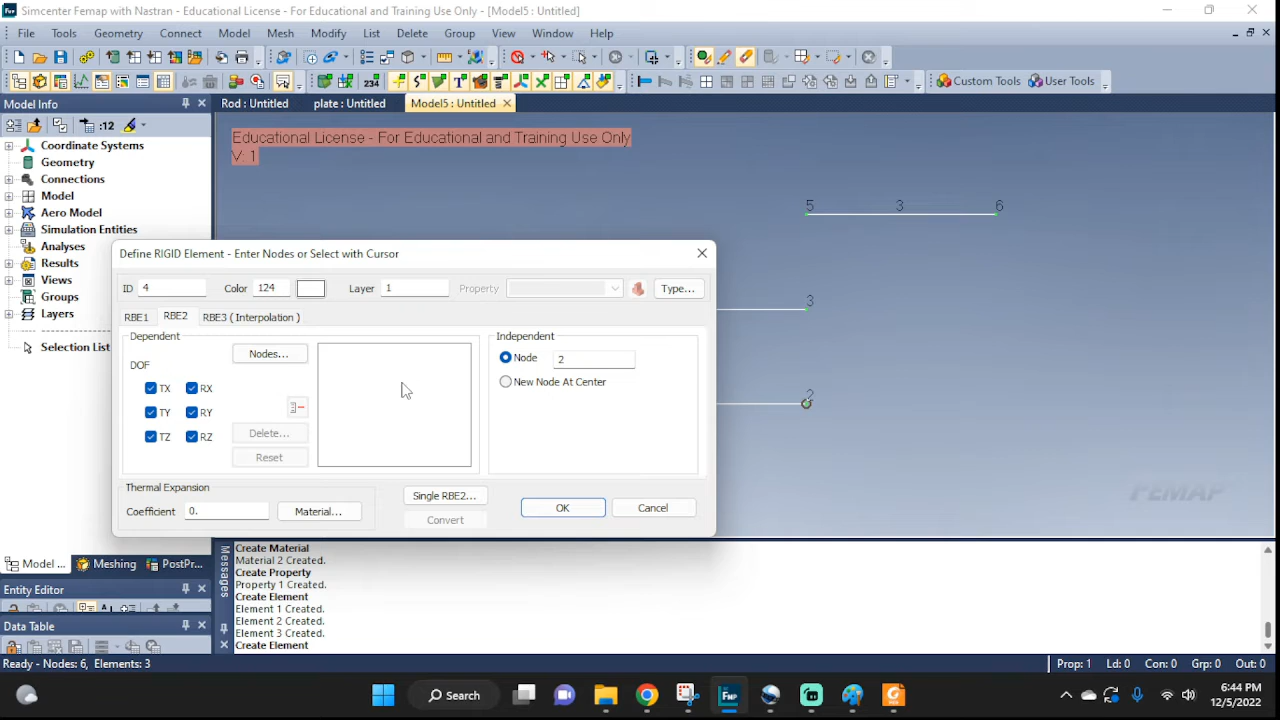 Simcenter Femap with Nastran - Educational License - For Educational and Training Use Only - [Model5 : Untitled]
File Tools Geometry Connect Model Mesh Modify List Delete Group View Window Help
234
Custom Tools User Tools
Model Info
Rod : Untitled plate : Untitled Model5 : Untitled
:12
Educational License - For Educational and Training Use Only
V: 1
Coordinate Systems
Geometry
Connections
Model
Aero Model
Simulation Entities
Analyses
Results
Views
Groups
Layers
Selection List
5 3 6
3
2
Define RIGID Element - Enter Nodes or Select with Cursor
ID 4 Color 124 Layer 1 Property Type...
RBE1 RBE2 RBE3 ( Interpolation )
Dependent
Independent
DOF
Nodes...
Node 2
New Node At Center
TX RX
TY RY
TZ RZ
Delete...
Reset
Thermal Expansion
Coefficient 0. Material...
Single RBE2...
Convert
OK Cancel
FEMAP
Model ... Meshing PostPr...
Entity Editor
Data Table
Messages
Create Material
Material 2 Created.
Create Property
Property 1 Created.
Create Element
Element 1 Created.
Element 2 Created.
Element 3 Created.
Create Element
Ready - Nodes: 6, Elements: 3
Prop: 1 Ld: 0 Con: 0 Grp: 0 Out: 0
Search
FMP
6:44 PM
12/5/2022